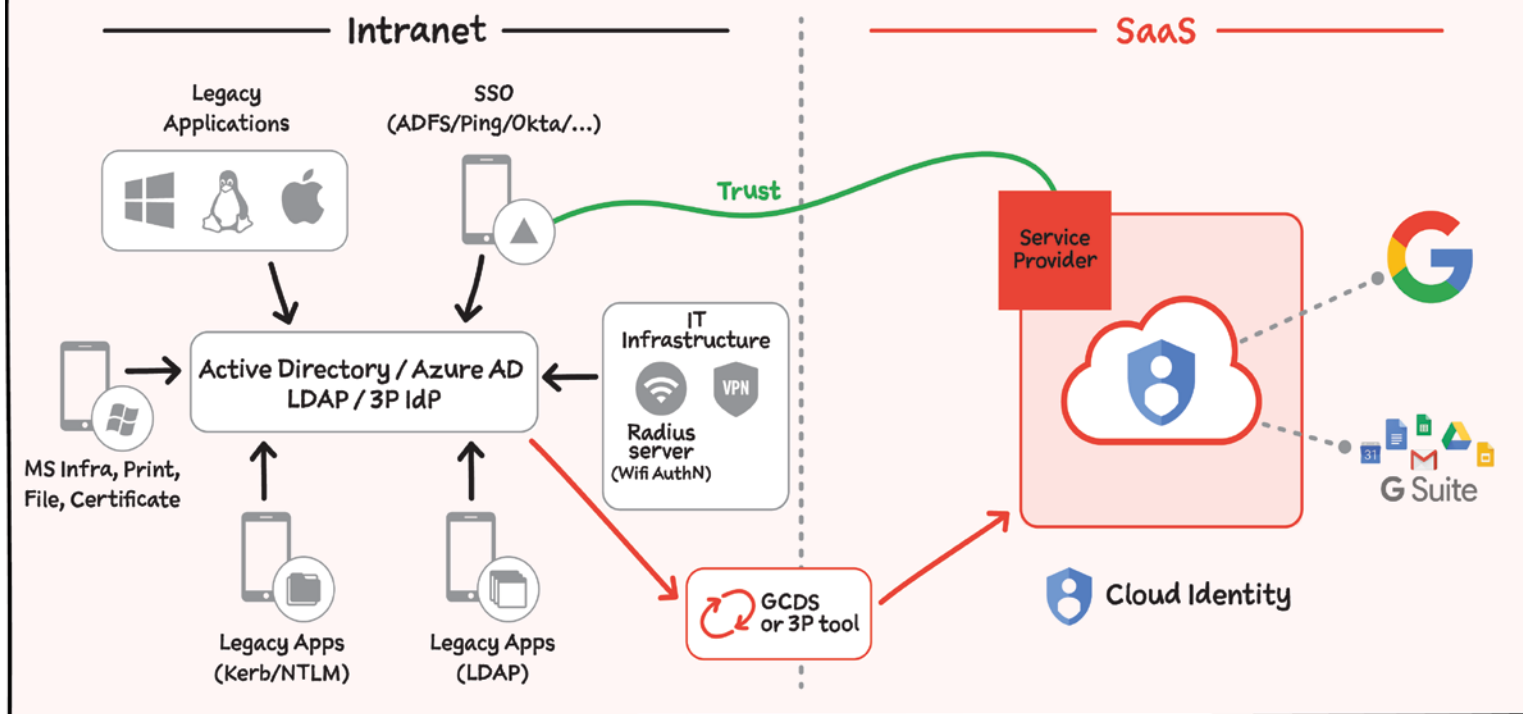 Intranet
SaaS
Legacy
Applications
SSO
(ADFS/Ping/Okta/...)
Trust
Service
Provider
IT
Infrastructure
VPN
Radius
server
(Wifi AuthN)
Active Directory / Azure AD
LDAP / 3P IdP
MS Infra, Print,
File, Certificate
Legacy Apps
(Kerb/NTLM)
Legacy Apps
(LDAP)
GCDS
or 3P tool
G
31
G Suite
Cloud Identity